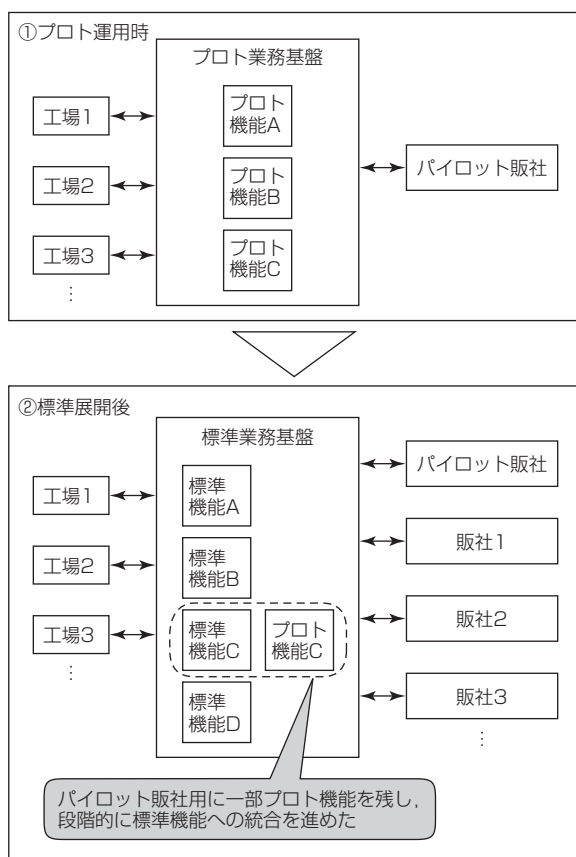 ①プロト運用時
プロト業務基盤
工場1
工場2
工場3
⋮
プロト
機能A
プロト
機能B
プロト
機能C
パイロット販社
②標準展開後
標準業務基盤
工場1
工場2
工場3
⋮
標準
機能A
標準
機能B
標準
機能C
プロト
機能C
標準
機能D
パイロット販社
販社1
販社2
販社3
⋮
パイロット販社用に一部プロト機能を残し,
段階的に標準機能への統合を進めた